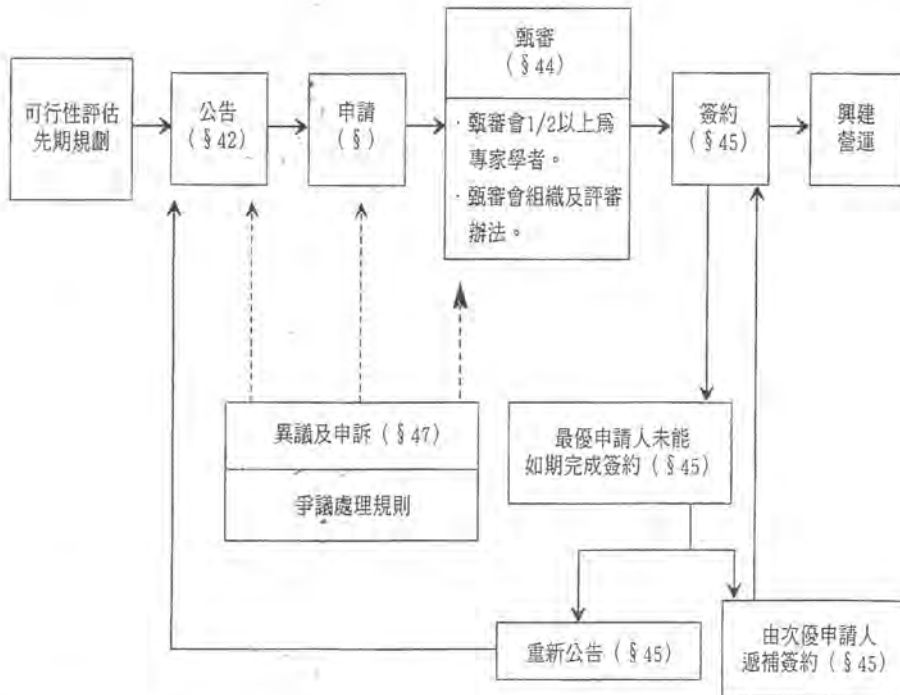 可行性評估
先期規劃
公告
(§42)
申請
(§)
甄審
(§44)
·甄審會1/2以上為
專家學者。
·甄審會組織及評審
辦法。
簽約
(§45)
興建
營運
異議及申訴(§47)
爭議處理規則
最優申請人未能
如期完成簽約(§45)
重新公告(§45)
由次優申請人
遞補簽約(§45)